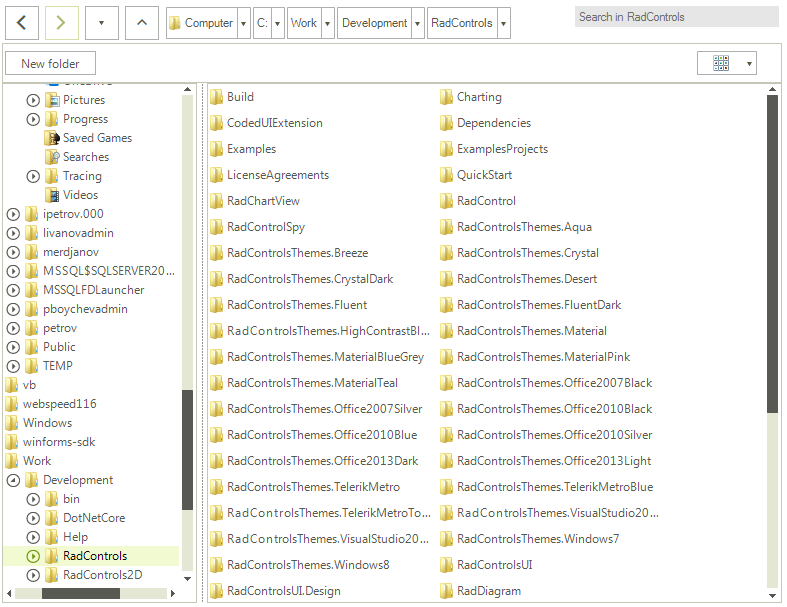 Computer C: Work Development RadControls
Search in RadControls
New folder
Pictures
Progress
Saved Games
Searches
Tracing
Videos
ipetrov.000
livanovadmin
merdjanov
MSSQL$SQLSERVER20...
MSSQLFDLauncher
pboychevadmin
petrov
Public
TEMP
vb
webspeed116
Windows
winforms-sdk
Work
Development
bin
DotNetCore
Help
RadControls
RadControls2D
Build
Charting
CodedUIExtension
Dependencies
Examples
ExamplesProjects
LicenseAgreements
QuickStart
RadChartView
RadControl
RadControlSpy
RadControlsThemes.Aqua
RadControlsThemes.Breeze
RadControlsThemes.Crystal
RadControlsThemes.CrystalDark
RadControlsThemes.Desert
RadControlsThemes.Fluent
RadControlsThemes.FluentDark
RadControlsThemes.HighContrastBl...
RadControlsThemes.Material
RadControlsThemes.MaterialBlueGrey
RadControlsThemes.MaterialPink
RadControlsThemes.MaterialTeal
RadControlsThemes.Office2007Black
RadControlsThemes.Office2007Silver
RadControlsThemes.Office2010Black
RadControlsThemes.Office2010Blue
RadControlsThemes.Office2010Silver
RadControlsThemes.Office2013Dark
RadControlsThemes.Office2013Light
RadControlsThemes.TelerikMetro
RadControlsThemes.TelerikMetroBlue
RadControlsThemes.TelerikMetroTo...
RadControlsThemes.VisualStudio20...
RadControlsThemes.VisualStudio20...
RadControlsThemes.Windows7
RadControlsThemes.Windows8
RadControlsUI
RadControlsUI.Design
RadDiagram